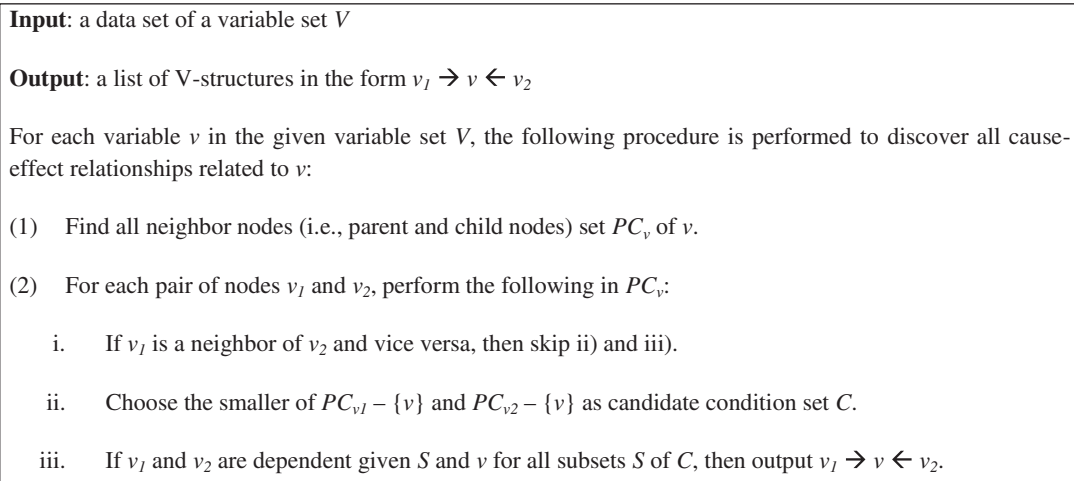 Input: a data set of a variable set V
Output: a list of V-structures in the form v1 → v ← v2
For each variable v in the given variable set V, the following procedure is performed to discover all cause-
effect relationships related to v:
(1) Find all neighbor nodes (i.e., parent and child nodes) set PCv of v.
(2) For each pair of nodes v1 and v2, perform the following in PCv:
i. If v1 is a neighbor of v2 and vice versa, then skip ii) and iii).
ii. Choose the smaller of PCv1 – {v} and PCv2 – {v} as candidate condition set C.
iii. If v1 and v2 are dependent given S and v for all subsets S of C, then output v1 → v ← v2.